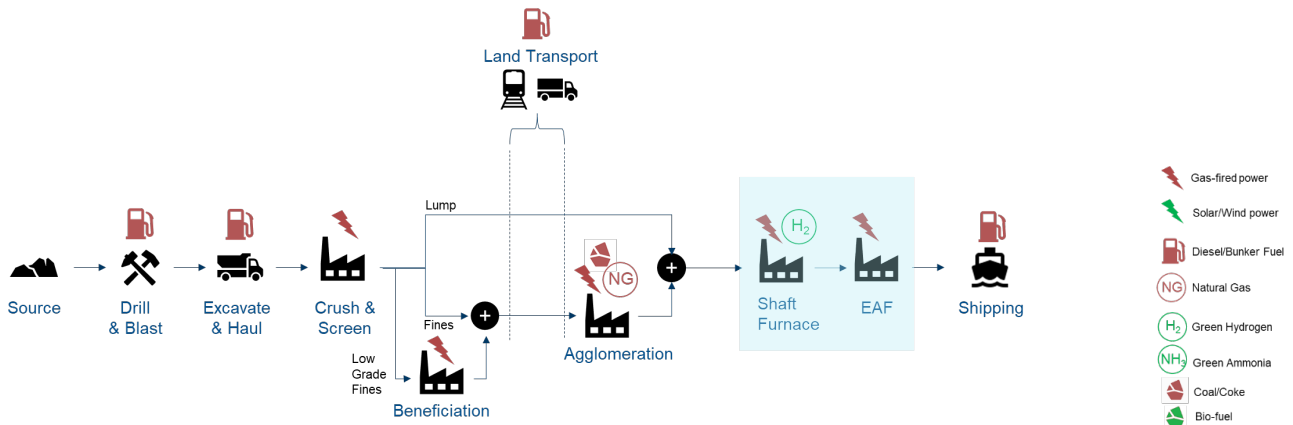 Land Transport
Lump
Source
Drill
& Blast
Excavate
& Haul
Crush &
Screen
Fines
Low
Grade
Fines
Beneficiation
NG
Agglomeration
H2
Shaft
Furnace
EAF
Shipping
Gas-fired power
Solar/Wind power
Diesel/Bunker Fuel
NG
Natural Gas
H2
Green Hydrogen
NH3
Green Ammonia
Coal/Coke
Bio-fuel